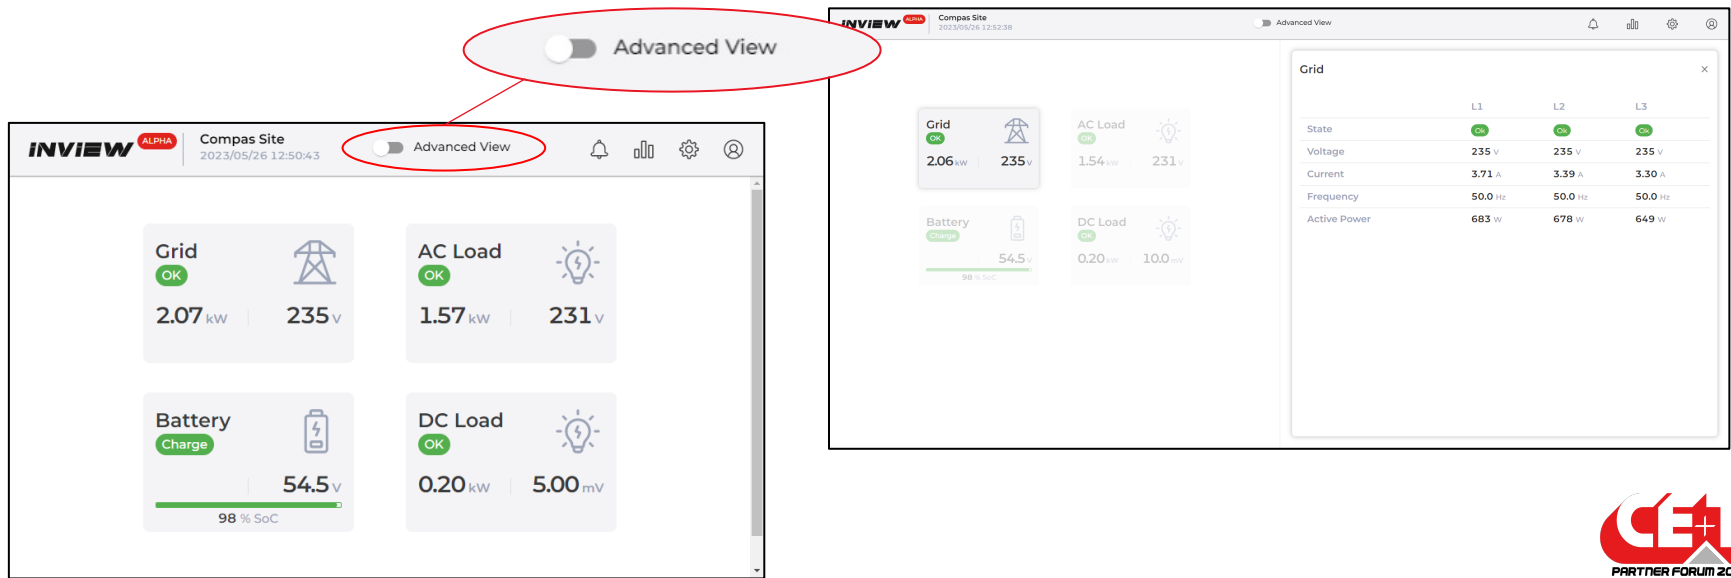 Advanced View
INVIEW ALPHA
Compas Site
2023/05/26 12:50:43
Advanced View
Grid
OK
2.07 kW 235 V
AC Load
OK
1.57 kW 231 V
Battery
Charge
54.5 V
98 % SoC
DC Load
OK
0.20 kW 5.00 mV
INVIEW ALPHA
Compas Site
2023/05/26 12:52:38
Advanced View
Grid
OK
2.06 kW 235 V
AC Load
OK
1.54 kW 231 V
Battery
Charge
54.5 V
98 % SoC
DC Load
OK
0.20 kW 10.0 mV
Grid ×
L1 L2 L3
State Ok Ok Ok
Voltage 235 V 235 V 235 V
Current 3.71 A 3.39 A 3.30 A
Frequency 50.0 Hz 50.0 Hz 50.0 Hz
Active Power 683 W 678 W 649 W
CE+
PARTNER FORUM 20